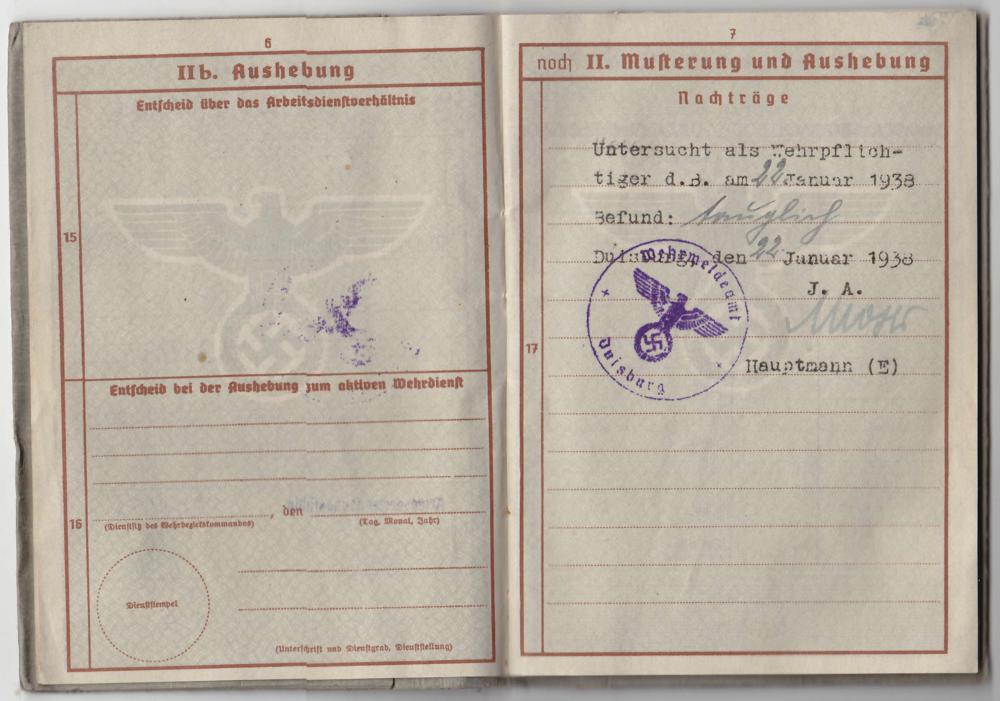 6
IIb. Aushebung
Entscheid über das Arbeitsdienstverhältnis
15
Entscheid bei der Aushebung zum aktiven Wehrdienst
16
, den
(Dienstsitz des Wehrbezirkskommandos)
(Tag, Monat, Jahr)
Dienststempel
(Unterschrift und Dienstgrad, Dienststellung)
7
noch II. Musterung und Aushebung
Nachträge
17
Untersucht als Wehrpflich-
tiger d.B. am 22 Januar 1938
Befund: tauglich
Duisburg, den 22 Januar 1938
J. A.
Moser
Hauptmann (E)
Wehrmeldeamt
Duisburg